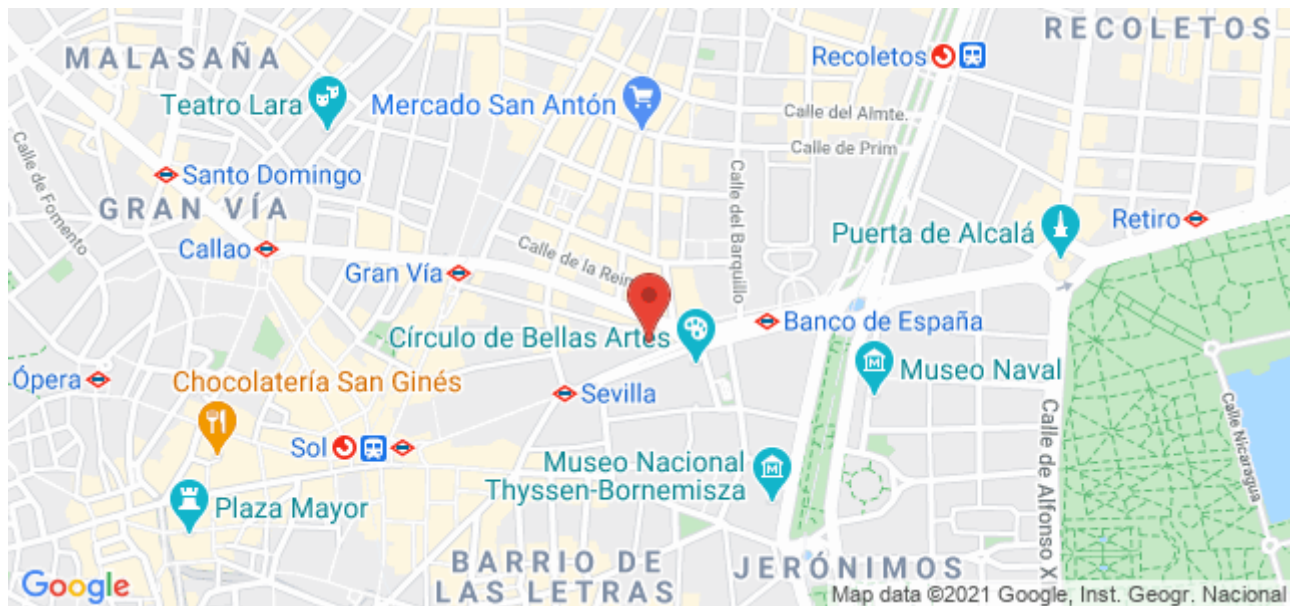 RECOLETOS
MALASAÑA
Recoletos
Teatro Lara
Mercado San Antón
Calle del Almte.
Calle de Prim
Calle de Fomento
Santo Domingo
Calle del Barquillo
GRAN VÍA
Retiro
Puerta de Alcalá
Callao
Calle de la Rein
Gran Vía
Banco de España
Círculo de Bellas Artes
Ópera
Chocolatería San Ginés
Museo Naval
Sevilla
Calle Nicaragua
Calle de Alfonso X
Sol
Museo Nacional
Thyssen-Bornemisza
Plaza Mayor
BARRIO DE
LAS LETRAS
JERÓNIMOS
Google
Map data ©2021 Google, Inst. Geogr. Nacional